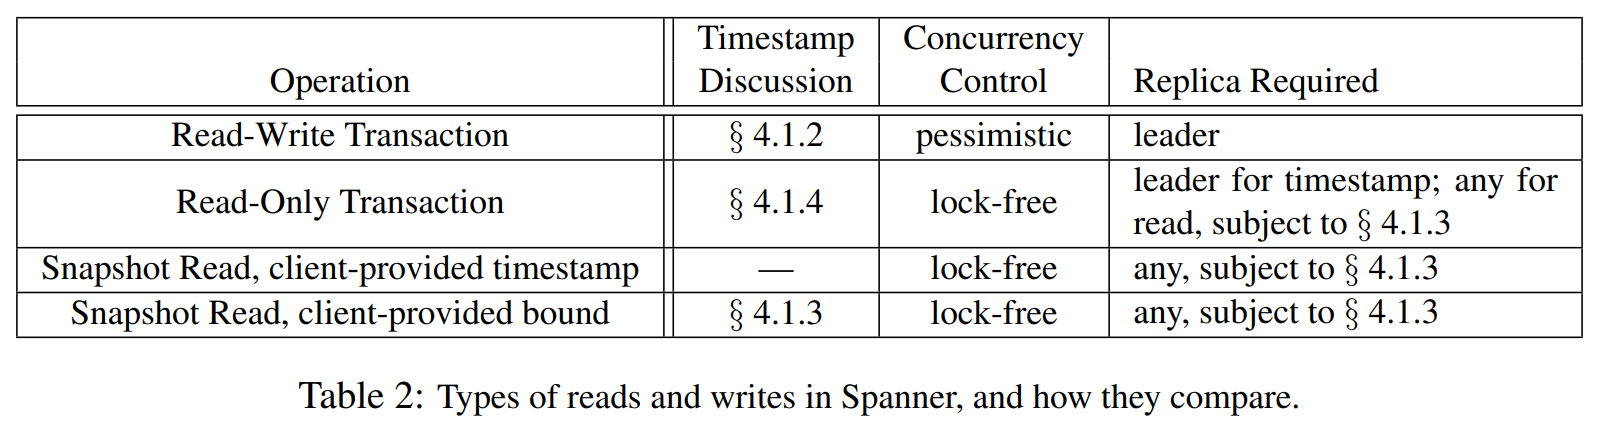 Operation Timestamp Discussion Concurrency Control Replica Required
Read-Write Transaction § 4.1.2 pessimistic leader
Read-Only Transaction § 4.1.4 lock-free leader for timestamp; any for
read, subject to § 4.1.3
Snapshot Read, client-provided timestamp — lock-free any, subject to § 4.1.3
Snapshot Read, client-provided bound § 4.1.3 lock-free any, subject to § 4.1.3
Table 2: Types of reads and writes in Spanner, and how they compare.